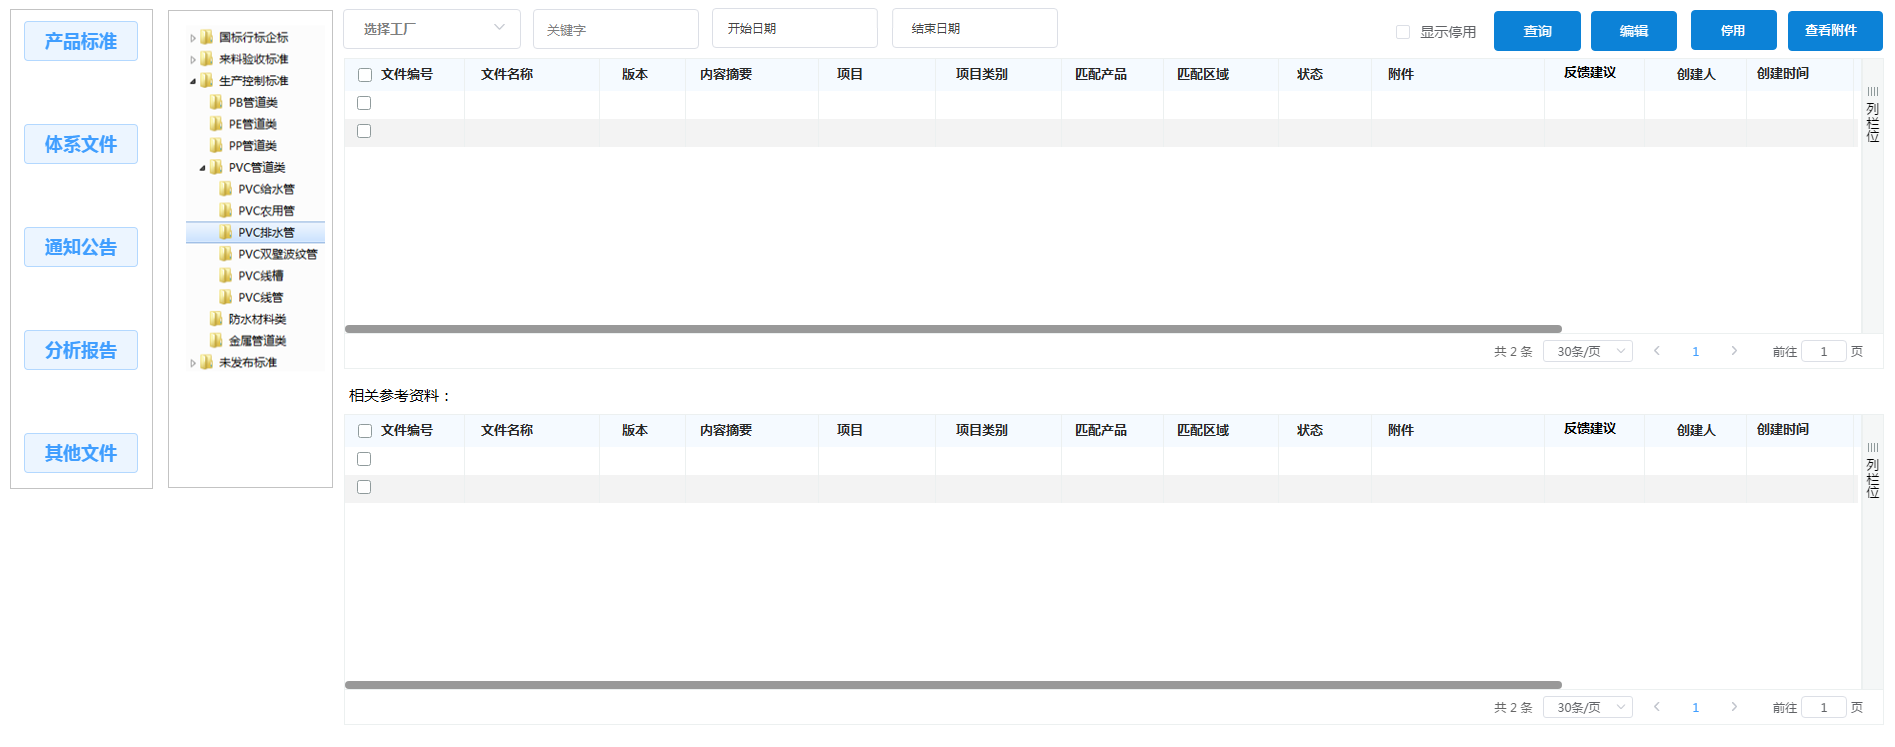 产品标准
体系文件
通知公告
分析报告
其他文件
国标行标企标
来料验收标准
生产控制标准
PB管道类
PE管道类
PP管道类
PVC管道类
PVC给水管
PVC农用管
PVC排水管
PVC双壁波纹管
PVC线槽
PVC线管
防水材料类
金属管道类
未发布标准
选择工厂 关键字 开始日期 结束日期 显示停用 查询 编辑 停用 查看附件
文件编号 文件名称 版本 内容摘要 项目 项目类别 匹配产品 匹配区域 状态 附件 反馈建议 创建人 创建时间
列栏位
共 2 条 30条/页 1 前往 1 页
相关参考资料：
文件编号 文件名称 版本 内容摘要 项目 项目类别 匹配产品 匹配区域 状态 附件 反馈建议 创建人 创建时间
列栏位
共 2 条 30条/页 1 前往 1 页